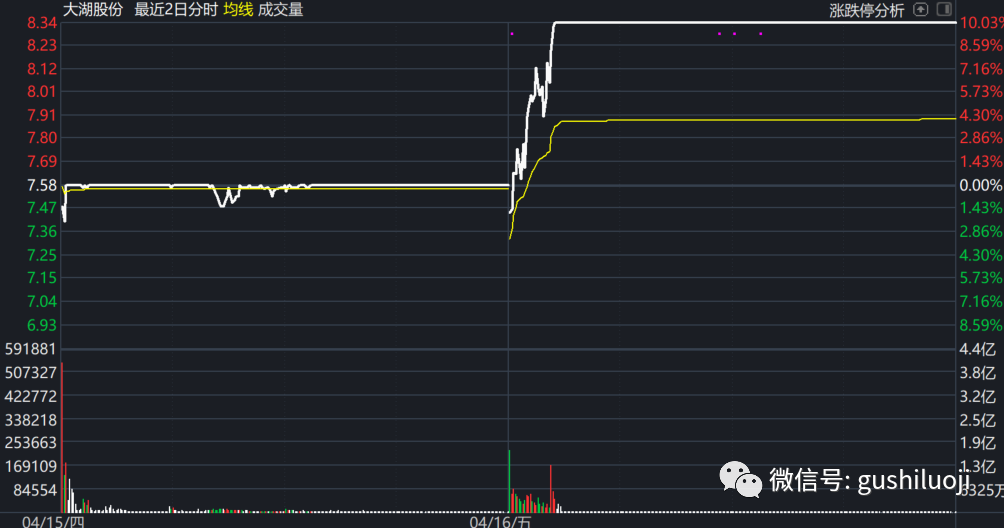 大湖股份 最近2日分时 均线 成交量 涨跌停分析
8.34 10.03%
8.23 8.59%
8.12 7.16%
8.01 5.73%
7.91 4.30%
7.80 2.86%
7.69 1.43%
7.58 0.00%
7.47 1.43%
7.36 2.86%
7.25 4.30%
7.15 5.73%
7.04 7.16%
6.93 8.59%
591881 4.4亿
507327 3.8亿
422772 3.2亿
338218 2.5亿
253663 1.9亿
169109 1.3亿
84554 6325万
微信号: gushiluoji
04/15/四 04/16/五